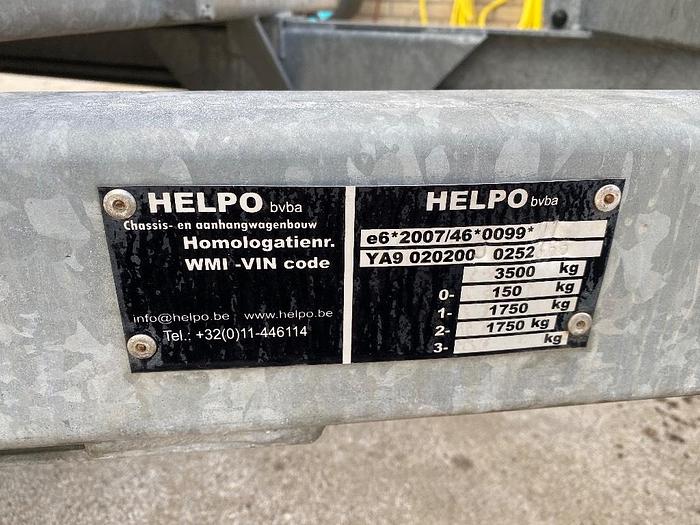 HELPO bvba
Chassis- en aanhangwagenbouw
Homologatienr.
WMI -VIN code
info@helpo.be www.helpo.be
Tel.: +32(0)11-446114
HELPO bvba
e6*2007/46*0099*
YA9 020200 0252
3500 kg
0- 150 kg
1- 1750 kg
2- 1750 kg
3- kg